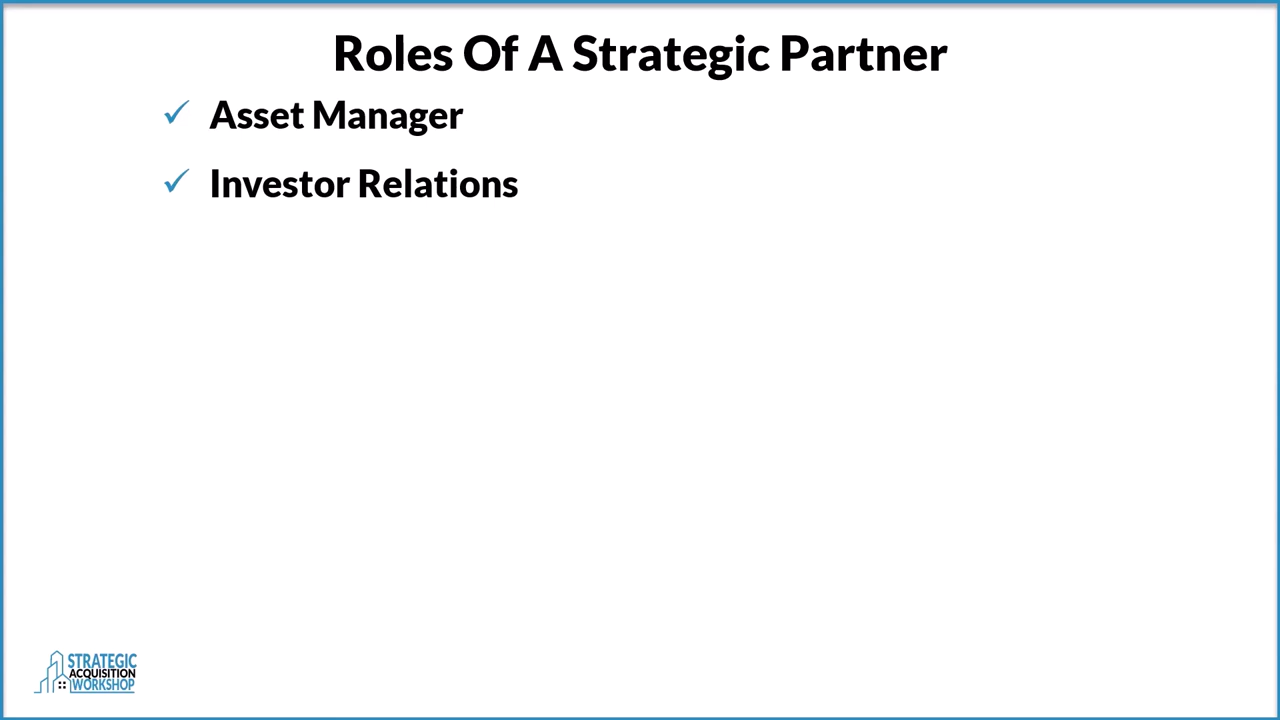 Roles Of A Strategic Partner
✓ Asset Manager
✓ Investor Relations
STRATEGIC
ACQUISITION
WORKSHOP